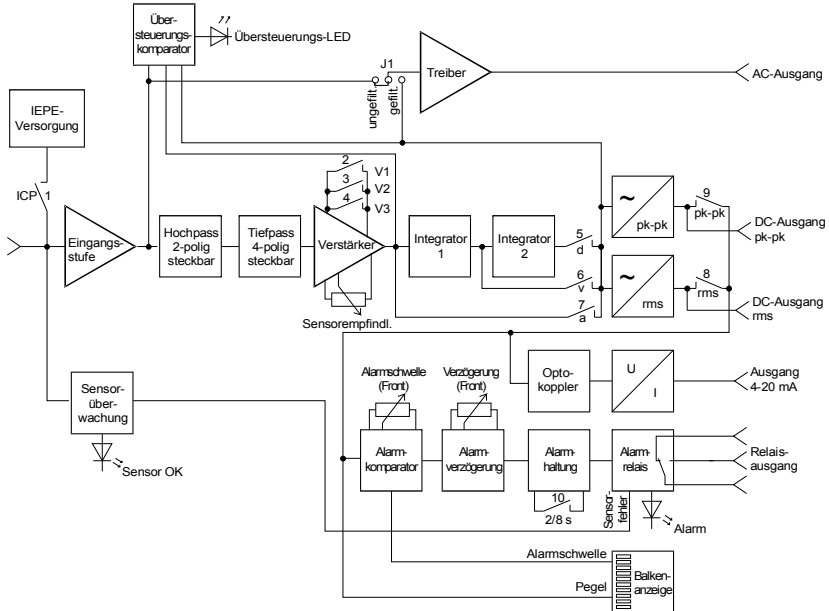 Über-
steuerungs-
komparator
Übersteuerungs-LED
J1
ungefilt.
gefilt.
Treiber
AC-Ausgang
IEPE-
Versorgung
ICP
1
2
V1
3
V2
4
V3
Eingangs-
stufe
Hochpass
2-polig
steckbar
Tiefpass
4-polig
steckbar
Verstärker
Sensorempfindl.
Integrator
1
Integrator
2
5
d
6
v
7
a
~
pk-pk
9
pk-pk
DC-Ausgang
pk-pk
~
rms
8
rms
DC-Ausgang
rms
Sensor-
über-
wachung
Sensor OK
Alarmschwelle
(Front)
Verzögerung
(Front)
Opto-
koppler
U
I
Ausgang
4-20 mA
Alarm-
komparator
Alarm-
verzögerung
Alarm-
haltung
10
2/8 s
Alarm-
relais
Relais-
ausgang
Sensor-
fehler
Alarm
Alarmschwelle
Pegel
Balken-
anzeige